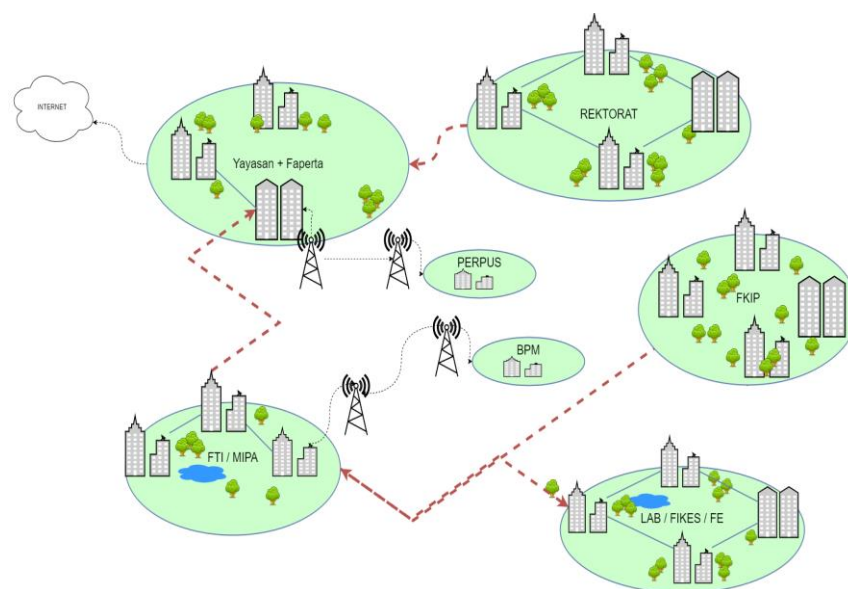 INTERNET
REKTORAT
Yayasan + Faperta
PERPUS
FKIP
BPM
FTI / MIPA
LAB / FIKES / FE